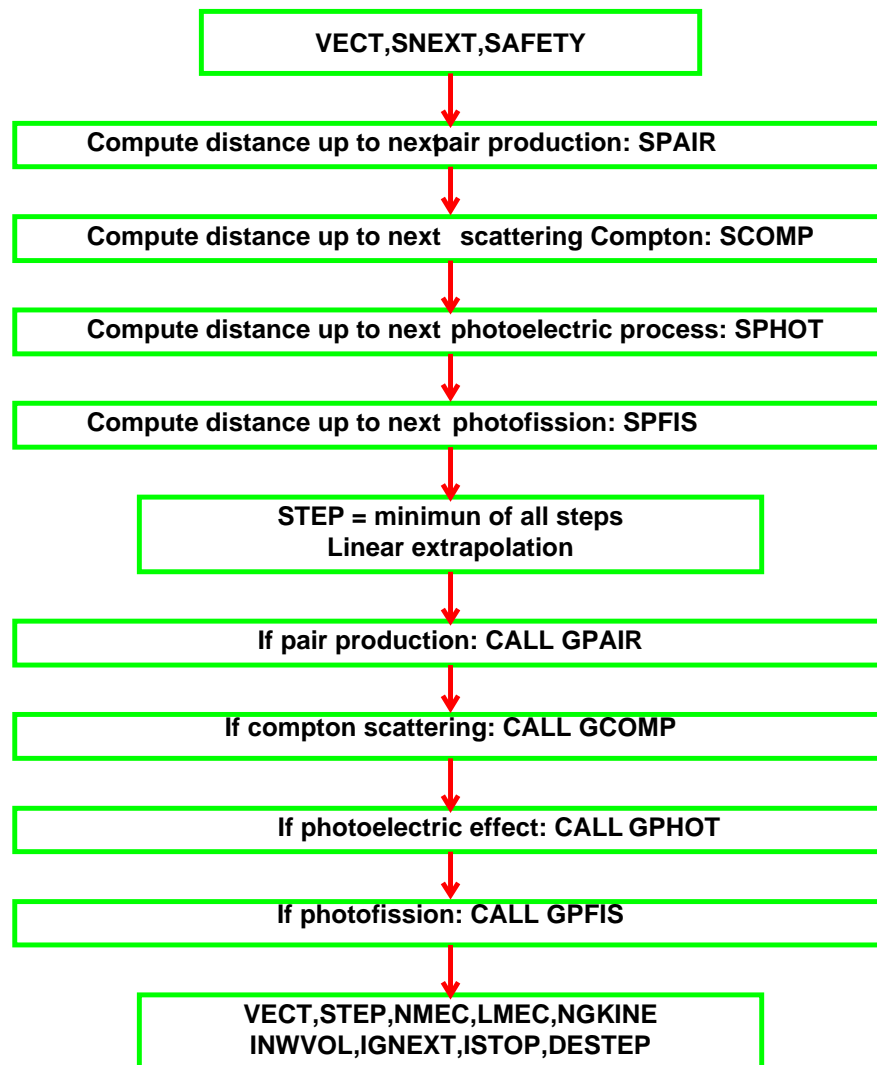 VECT,SNEXT,SAFETY
Compute distance up to next pair production: SPAIR
Compute distance up to next scattering Compton: SCOMP
Compute distance up to next photoelectric process: SPHOT
Compute distance up to next photofission: SPFIS
STEP = minimun of all steps
Linear extrapolation
If pair production: CALL GPAIR
If compton scattering: CALL GCOMP
If photoelectric effect: CALL GPHOT
If photofission: CALL GPFIS
VECT,STEP,NMEC,LMEC,NGKINE
INWVOL,IGNEXT,ISTOP,DESTEP